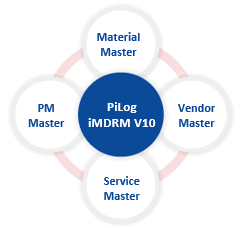 Material
Master
PM
Master
PiLog
iMDRM V10
Vendor
Master
Service
Master